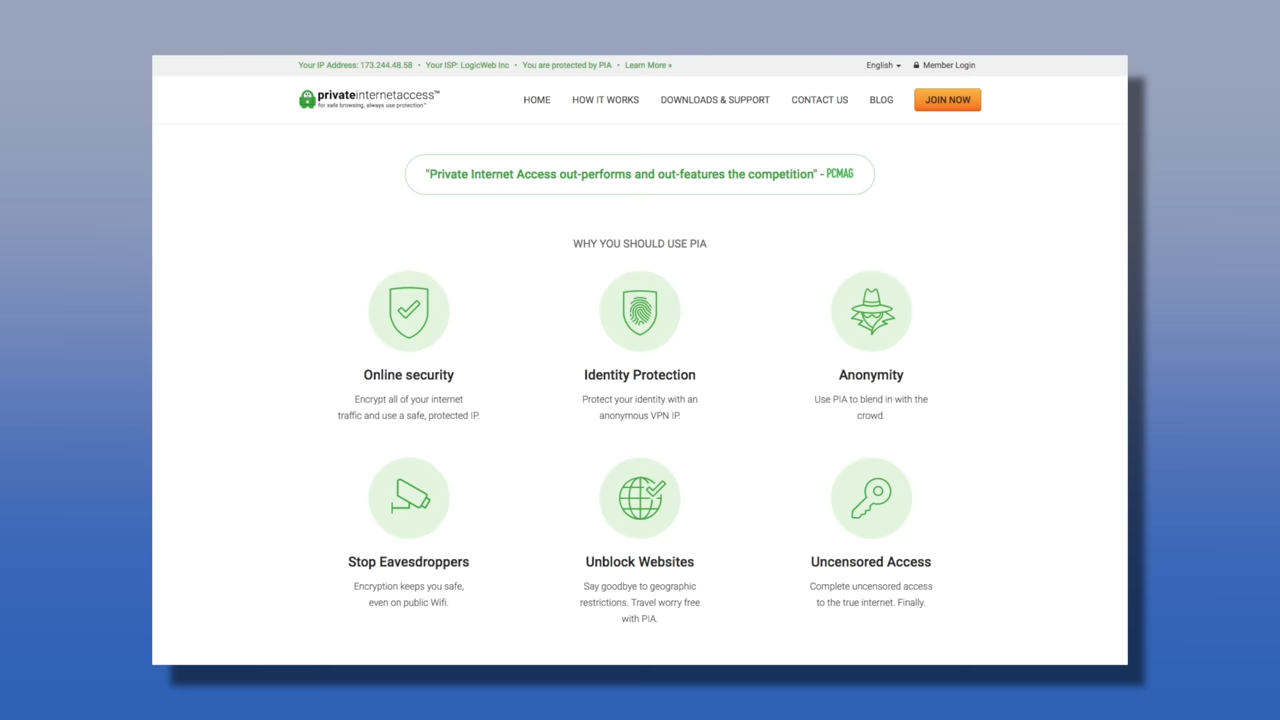 Your IP Address: 173.244.48.58 • Your ISP: LogicWeb Inc • You are protected by PIA • Learn More »
English
Member Login
privateinternetaccess™
for safe browsing, always use protection™
HOME
HOW IT WORKS
DOWNLOADS & SUPPORT
CONTACT US
BLOG
JOIN NOW
"Private Internet Access out-performs and out-features the competition" - PCMAG
WHY YOU SHOULD USE PIA
Online security
Encrypt all of your internet
traffic and use a safe, protected IP.
Identity Protection
Protect your identity with an
anonymous VPN IP.
Anonymity
Use PIA to blend in with the
crowd.
Stop Eavesdroppers
Encryption keeps you safe,
even on public Wifi.
Unblock Websites
Say goodbye to geographic
restrictions. Travel worry free
with PIA.
Uncensored Access
Complete uncensored access
to the true internet. Finally.